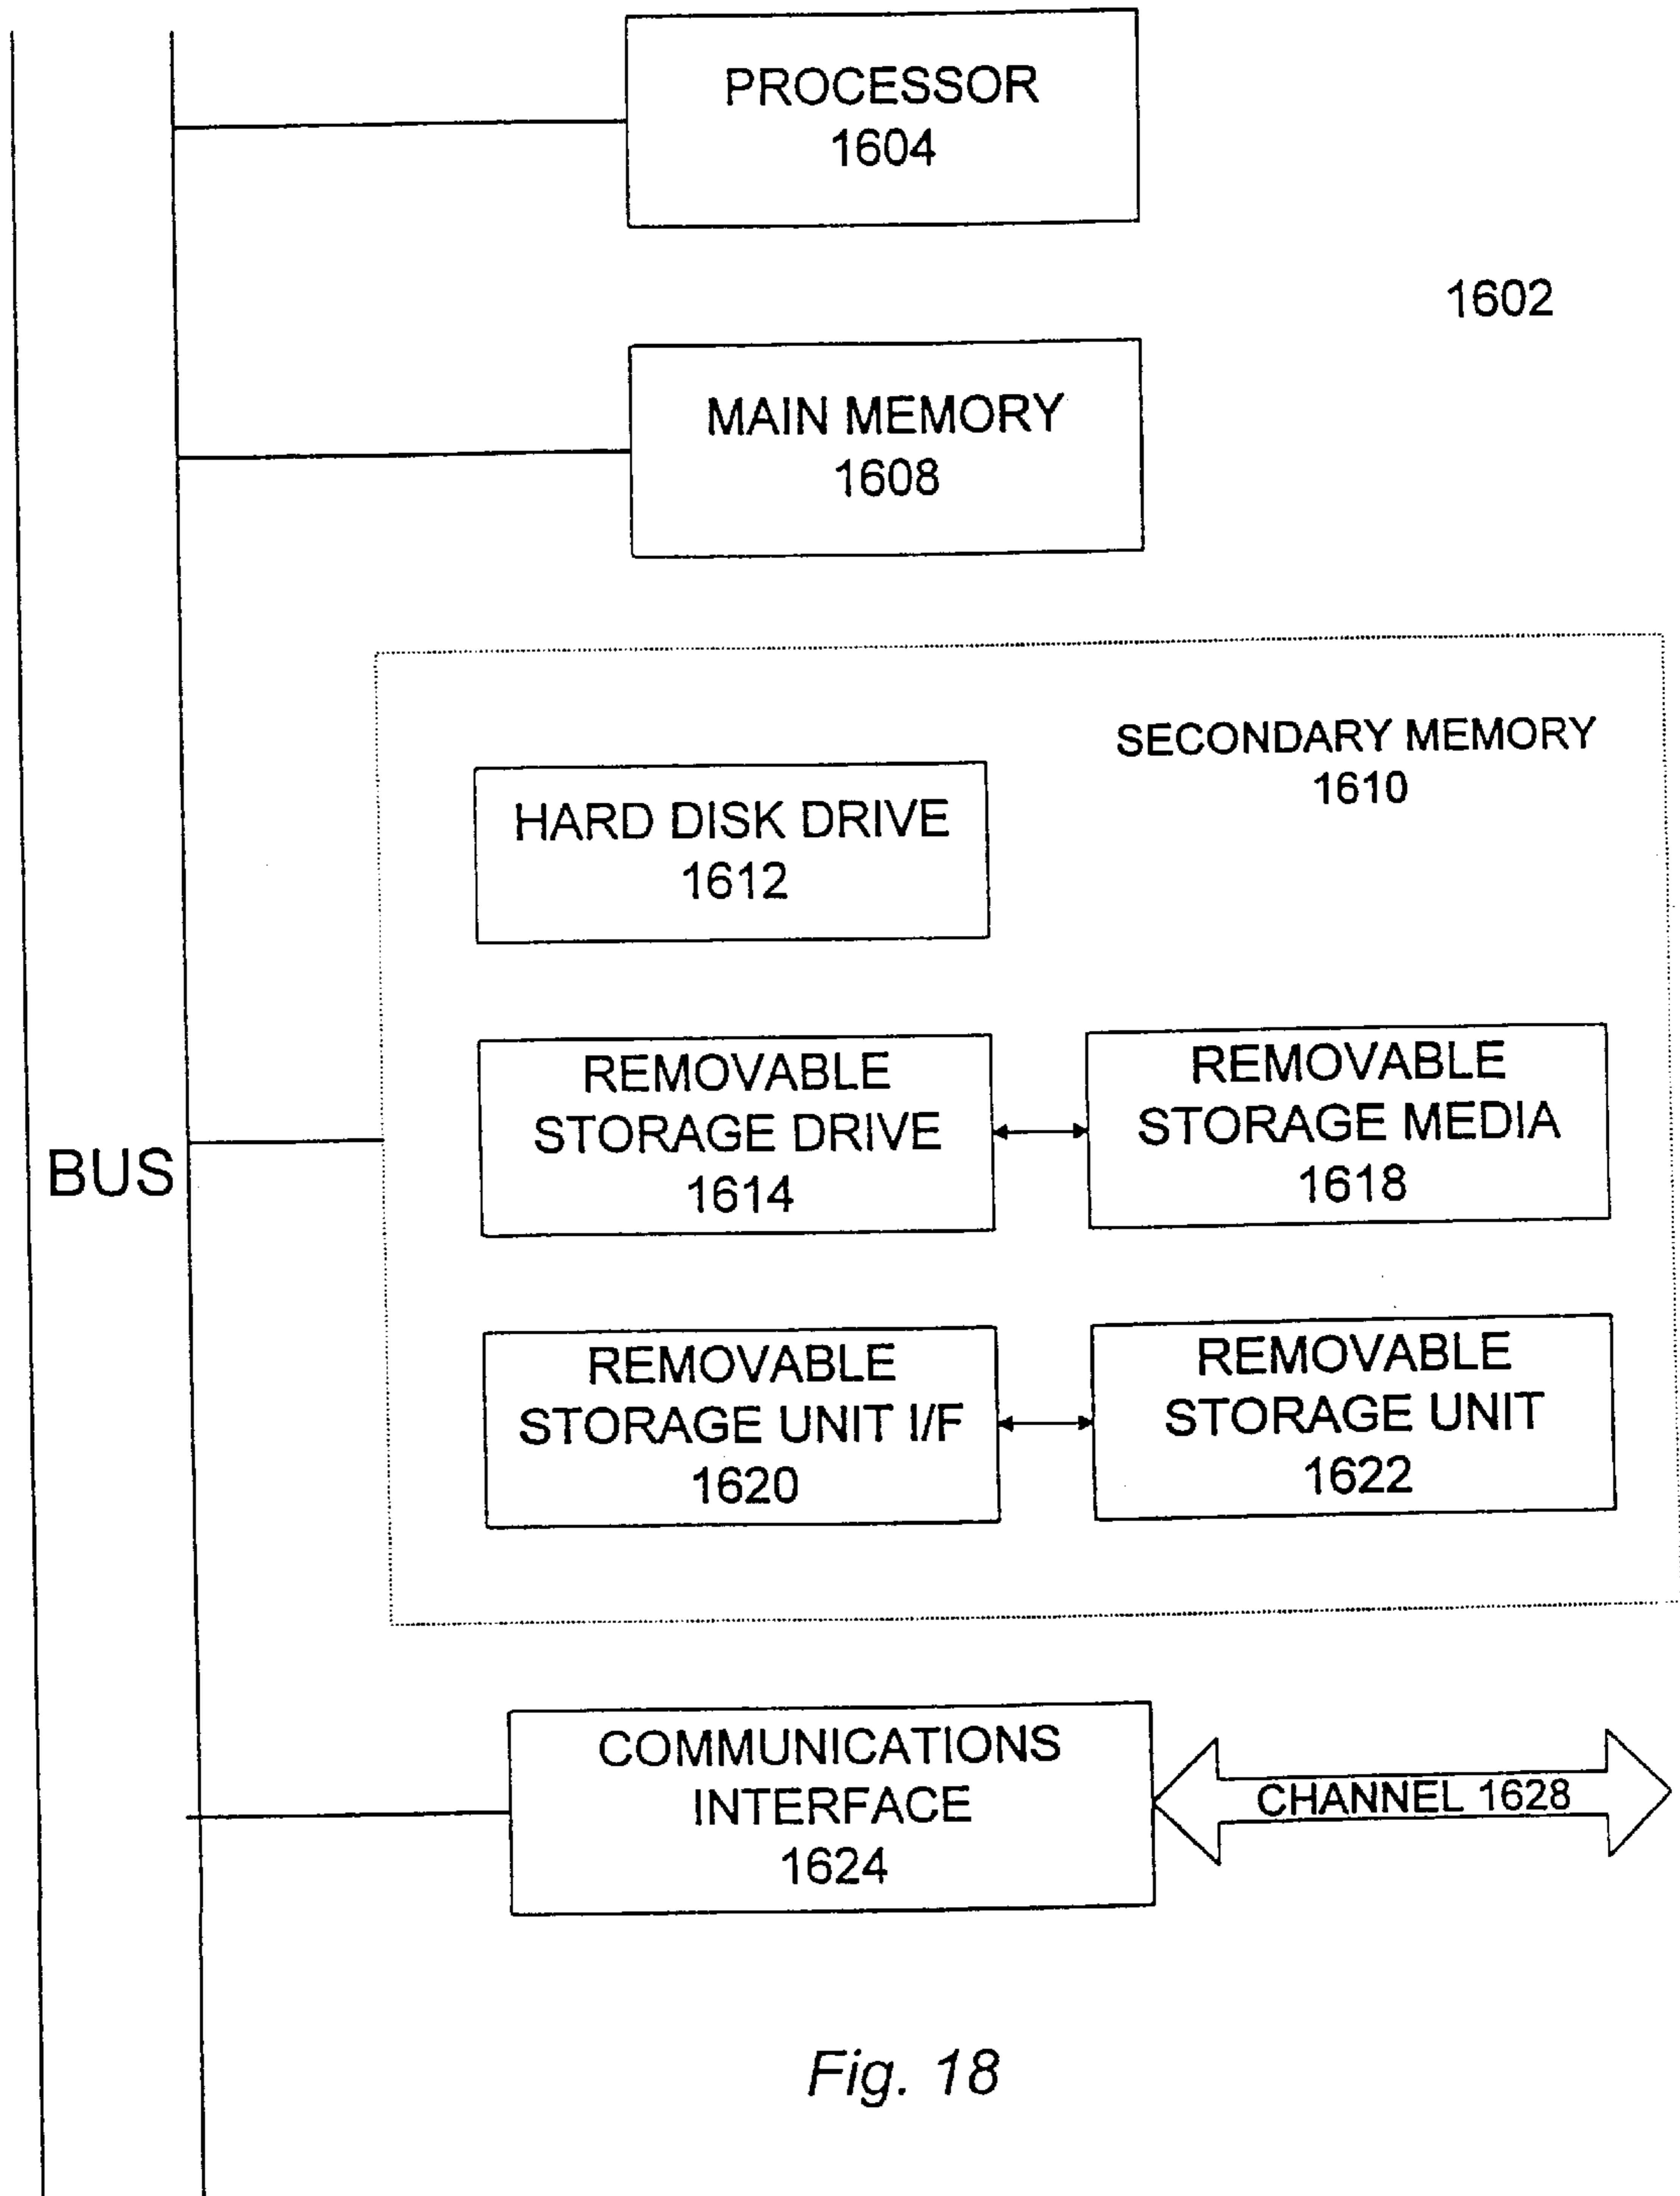 PROCESSOR
1604
1602
MAIN MEMORY
1608
SECONDARY MEMORY
1610
HARD DISK DRIVE
1612
REMOVABLE
STORAGE DRIVE
1614
REMOVABLE
STORAGE MEDIA
1618
BUS
REMOVABLE
STORAGE UNIT I/F
1620
REMOVABLE
STORAGE UNIT
1622
COMMUNICATIONS
INTERFACE
1624
CHANNEL 1628
Fig. 18